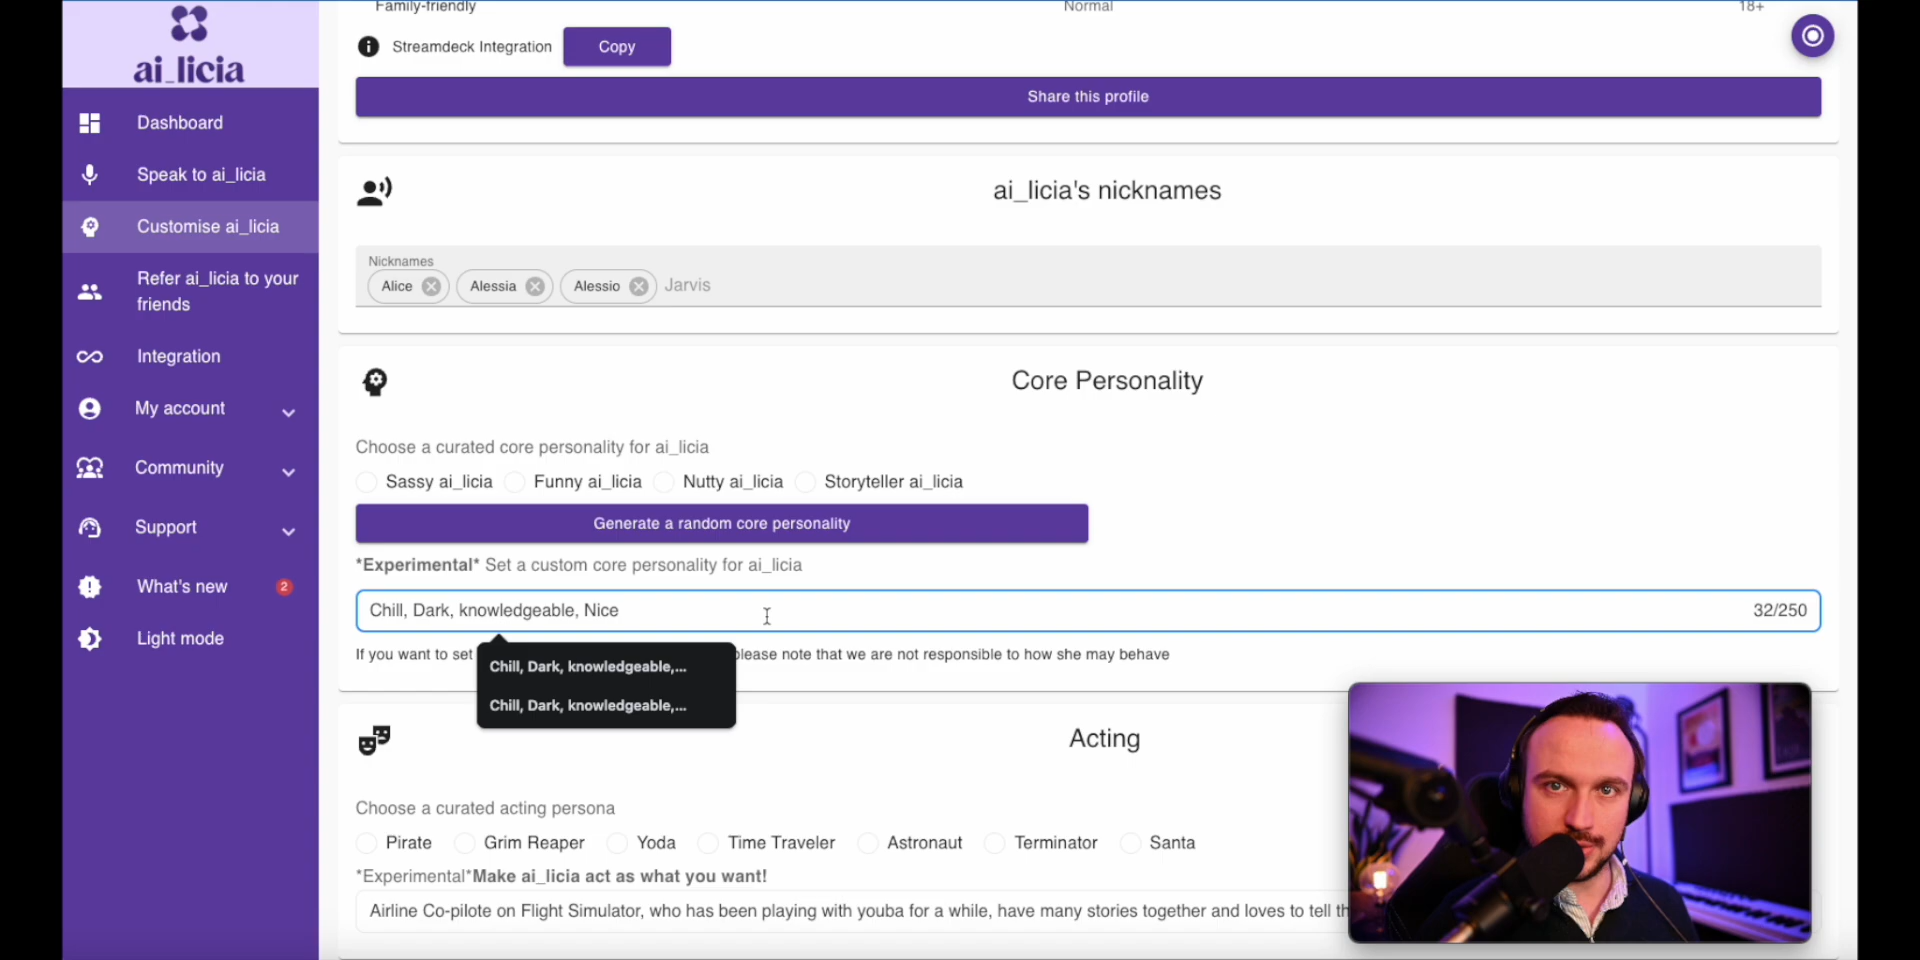 Family-friendly
Normal
18+
ai_licia
Streamdeck Integration
Copy
Share this profile
Dashboard
Speak to ai_licia
Customise ai_licia
Refer ai_licia to your
friends
Integration
My account
Community
Support
What's new
2
Light mode
ai_licia's nicknames
Nicknames
Alice
Alessia
Alessio
Jarvis
Core Personality
Choose a curated core personality for ai_licia
Sassy ai_licia
Funny ai_licia
Nutty ai_licia
Storyteller ai_licia
Generate a random core personality
*Experimental* Set a custom core personality for ai_licia
Chill, Dark, knowledgeable, Nice
32/250
If you want to set
please note that we are not responsible to how she may behave
Chill, Dark, knowledgeable,...
Chill, Dark, knowledgeable,...
Acting
Choose a curated acting persona
Pirate
Grim Reaper
Yoda
Time Traveler
Astronaut
Terminator
Santa
*Experimental*Make ai_licia act as what you want!
Airline Co-pilote on Flight Simulator, who has been playing with youba for a while, have many stories together and loves to tell